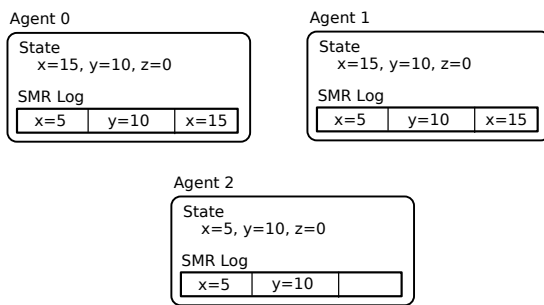 Agent 0
State
x=15, y=10, z=0
SMR Log
x=5 y=10 x=15
Agent 1
State
x=15, y=10, z=0
SMR Log
x=5 y=10 x=15
Agent 2
State
x=5, y=10, z=0
SMR Log
x=5 y=10